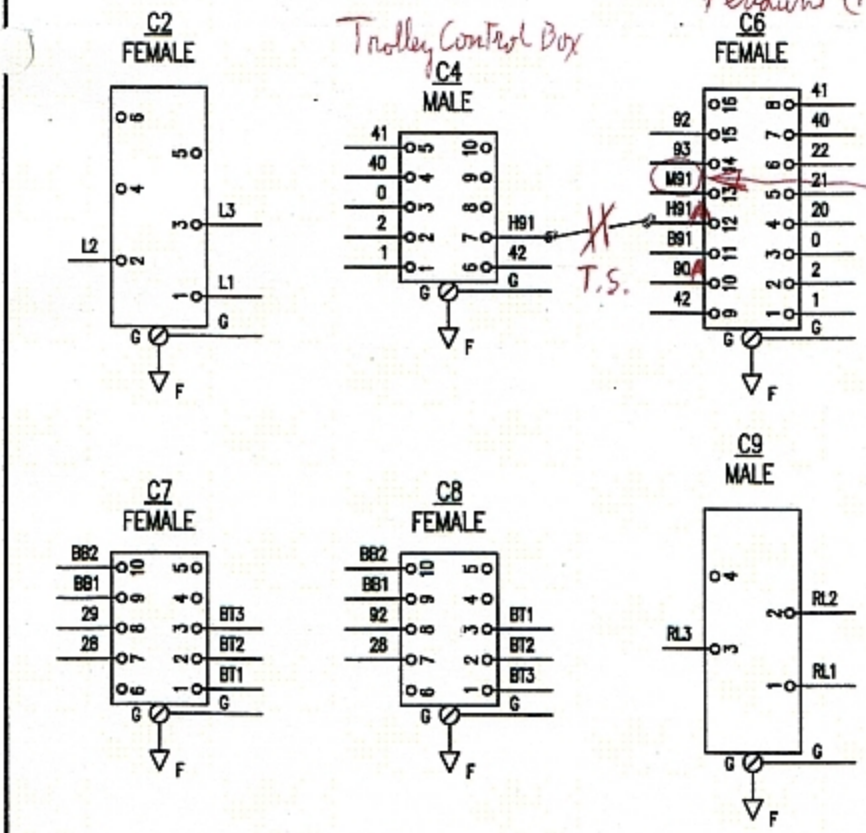 C2
FEMALE
6
5
4
3
L3
L2
2
1
L1
G
G
F
Trolley Control Box
C4
MALE
41
5
10
40
4
9
0
3
8
2
2
7
H91
1
1
6
42
G
G
F
T.S.
C6
FEMALE
16
8
41
92
15
7
40
93
14
6
22
M91
13
5
21
H91A
12
4
20
B91
11
3
0
90A
10
2
2
42
9
1
1
G
G
F
C7
FEMALE
BB2
10
5
BB1
9
4
29
8
3
BT3
28
7
2
BT2
6
1
BT1
G
G
F
C8
FEMALE
BB2
10
5
BB1
9
4
92
8
3
BT1
28
7
2
BT2
6
1
BT3
G
G
F
C9
MALE
4
2
RL2
RL3
3
1
RL1
G
G
F